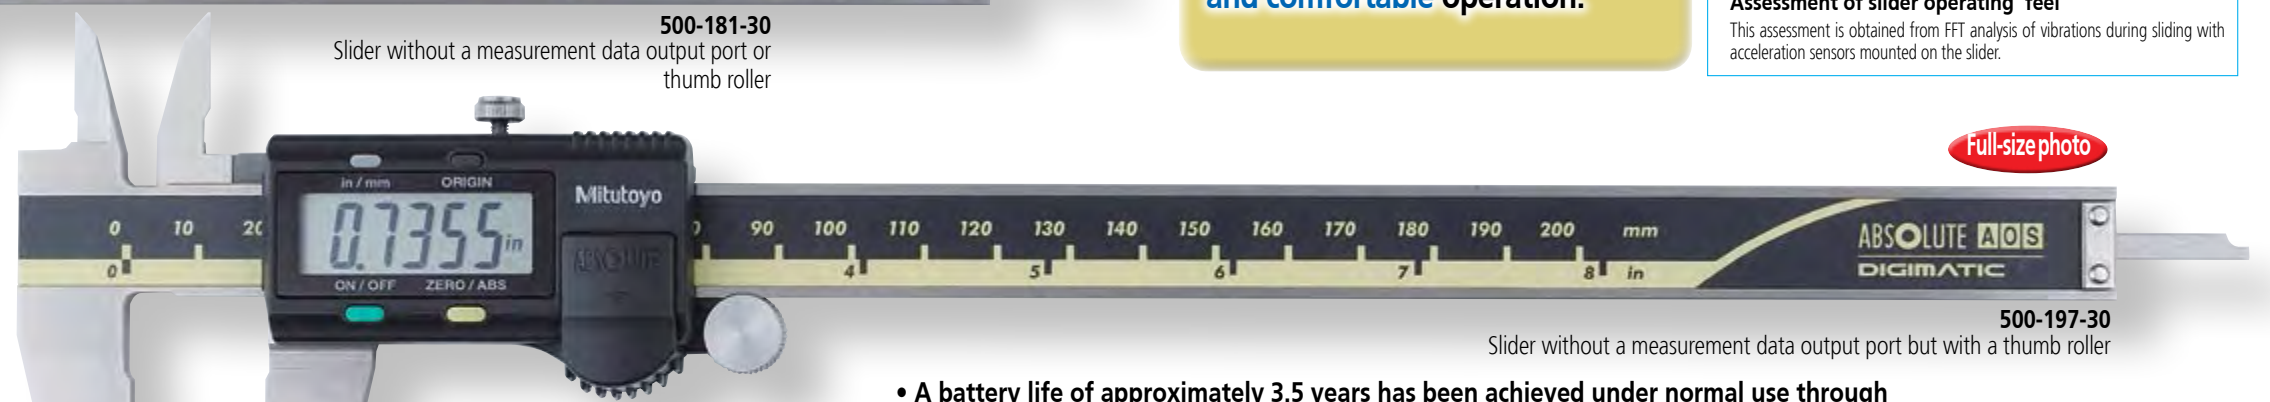 and comfortable operation.
Assessment of slider operating feel
This assessment is obtained from FFT analysis of vibrations during sliding with
acceleration sensors mounted on the slider.
500-181-30
Slider without a measurement data output port or
thumb roller
Full-size photo
in / mm ORIGIN
Mitutoyo
0.7355 in
ABSOLUTE
ON / OFF ZERO / ABS
0 10 20 90 100 110 120 130 140 150 160 170 180 190 200 mm
0 4 5 6 7 8 in
ABSOLUTE AOS
DIGIMATIC
500-197-30
Slider without a measurement data output port but with a thumb roller
• A battery life of approximately 3.5 years has been achieved under normal use through